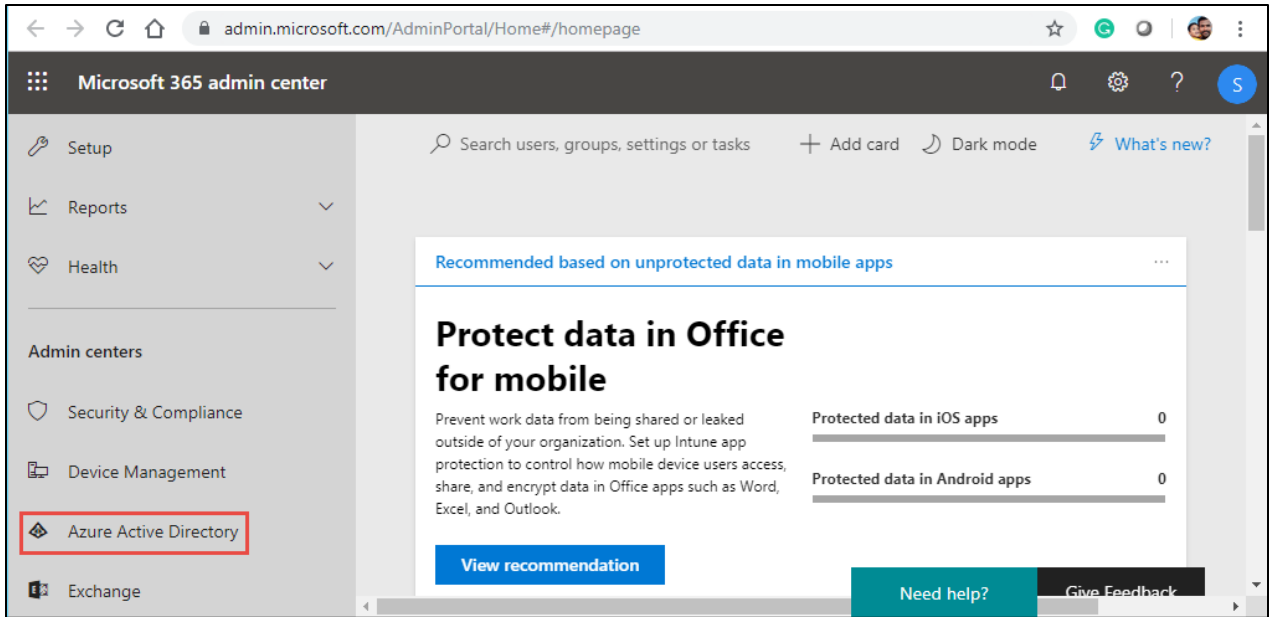 admin.microsoft.com/AdminPortal/Home#/homepage
Microsoft 365 admin center
?
S
Setup
Search users, groups, settings or tasks
Add card
Dark mode
What's new?
Reports
Health
Recommended based on unprotected data in mobile apps
...
Protect data in Office
for mobile
Prevent work data from being shared or leaked
outside of your organization. Set up Intune app
protection to control how mobile device users access,
share, and encrypt data in Office apps such as Word,
Excel, and Outlook.
Protected data in iOS apps 0
Protected data in Android apps 0
View recommendation
Admin centers
Security & Compliance
Device Management
Azure Active Directory
Exchange
Need help?
Give Feedback